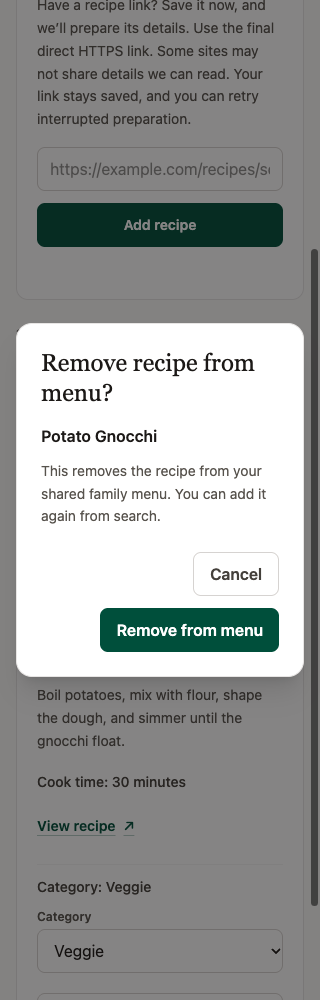 Have a recipe link? Save it now, and
we’ll prepare its details. Use the final
direct HTTPS link. Some sites may
not share details we can read. Your
link stays saved, and you can retry
interrupted preparation.
https://example.com/recipes/s
Add recipe
Remove recipe from
menu?
Potato Gnocchi
This removes the recipe from your
shared family menu. You can add it
again from search.
Cancel
Remove from menu
Boil potatoes, mix with flour, shape
the dough, and simmer until the
gnocchi float.
Cook time: 30 minutes
View recipe ↗
Category: Veggie
Category
Veggie